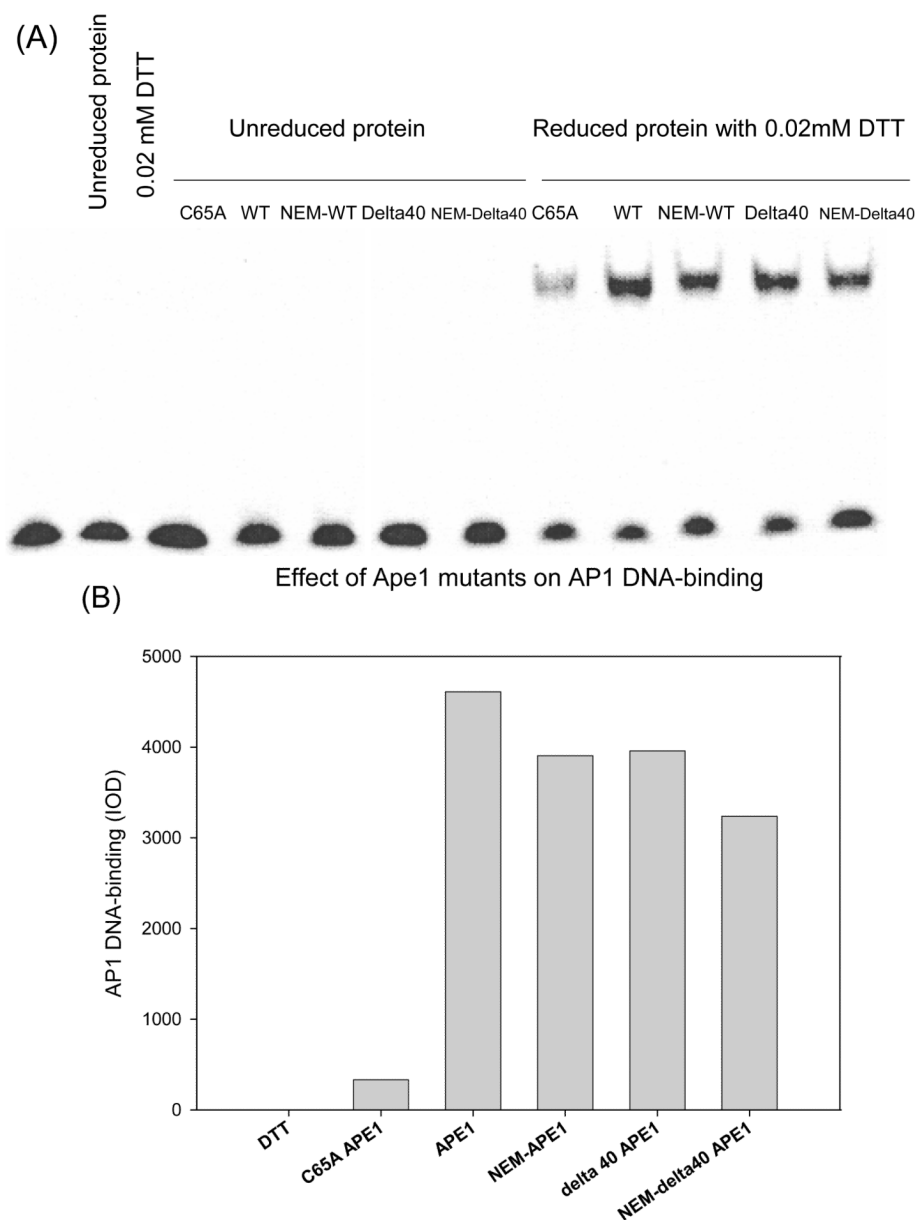 (A)
Unreduced protein
0.02 mM DTT
Unreduced protein
Reduced protein with 0.02mM DTT
C65A WT NEM-WT Delta40 NEM-Delta40 C65A WT NEM-WT Delta40 NEM-Delta40
Effect of Ape1 mutants on AP1 DNA-binding
(B)
AP1 DNA-binding (IOD)
5000
4000
3000
2000
1000
0
DTT
C65A APE1
APE1
NEM-APE1
delta 40 APE1
NEM-delta40 APE1